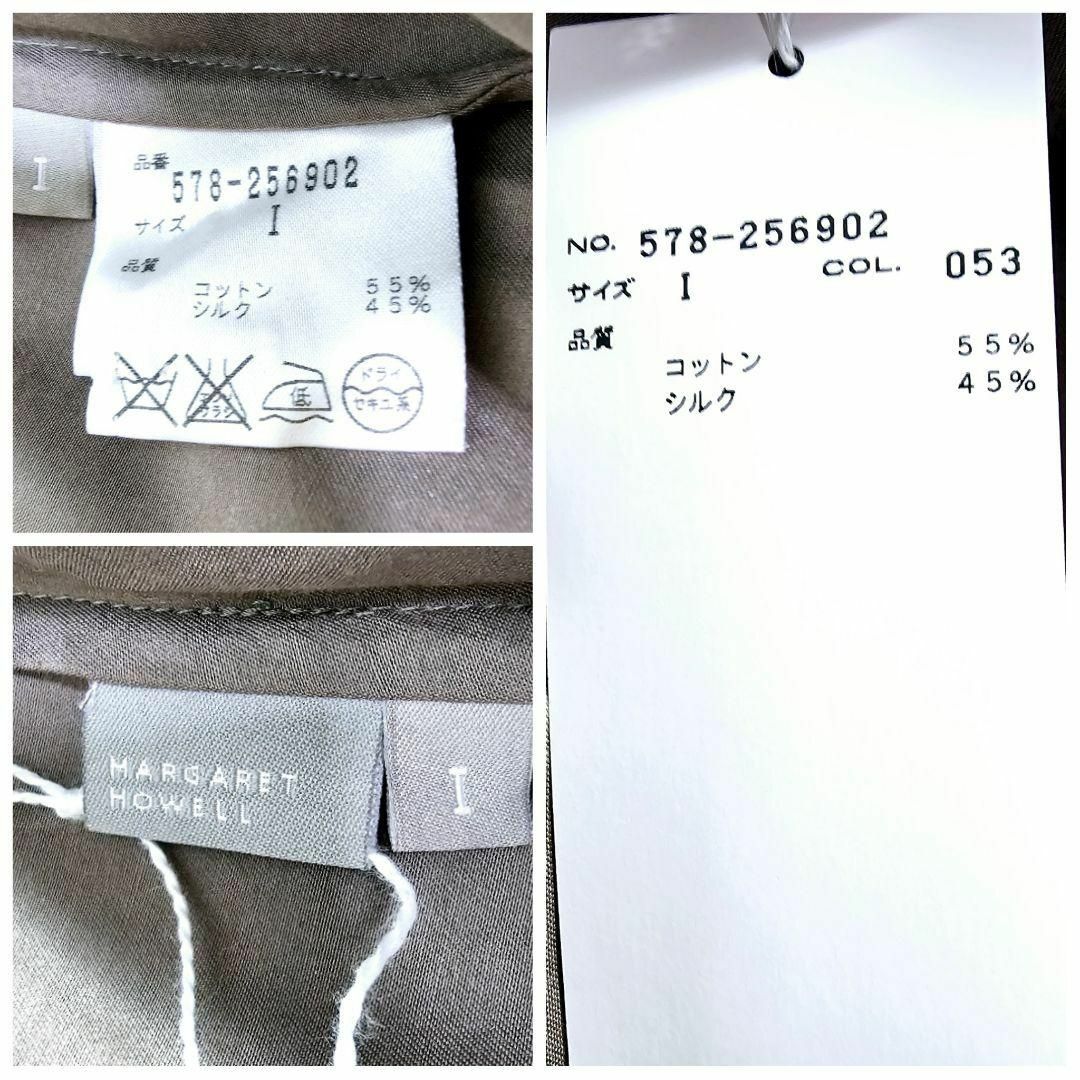 I
品番
578-256902
サイズ I
品質
コットン 55%
シルク 45%
低
ドライ
セキユ系
MARGARET
HOWELL
I
NO. 578-256902
サイズ I COL. 053
品質
コットン 55%
シルク 45%